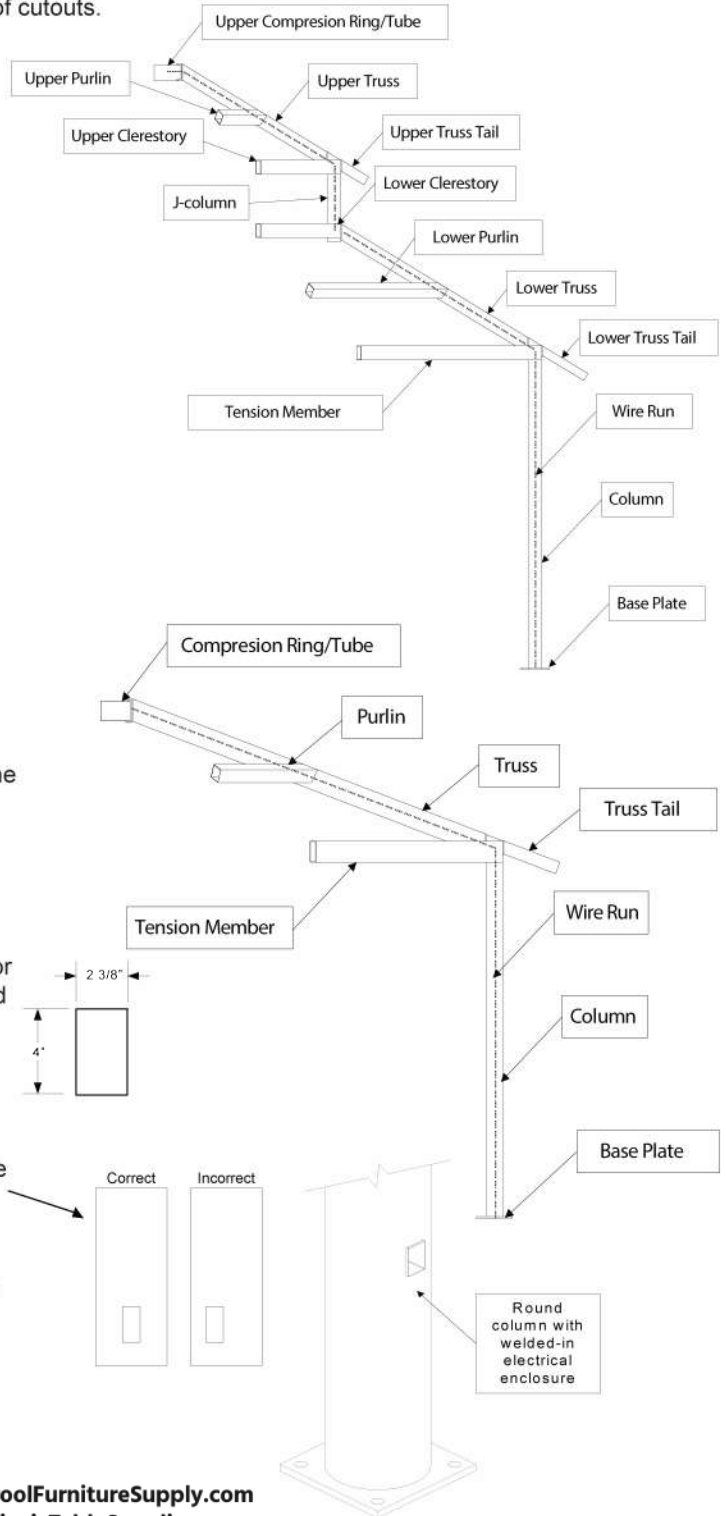 of cutouts.
Upper Compresion Ring/Tube
Upper Purlin
Upper Truss
Upper Clerestory
Upper Truss Tail
J-column
Lower Clerestory
Lower Purlin
Lower Truss
Lower Truss Tail
Tension Member
Wire Run
Column
Base Plate
Compresion Ring/Tube
Purlin
Truss
Truss Tail
Tension Member
Wire Run
2 3/8"
4"
Column
Base Plate
Correct
Incorrect
Round
column with
welded-in
electrical
enclosure
oolFurnitureSupply.com